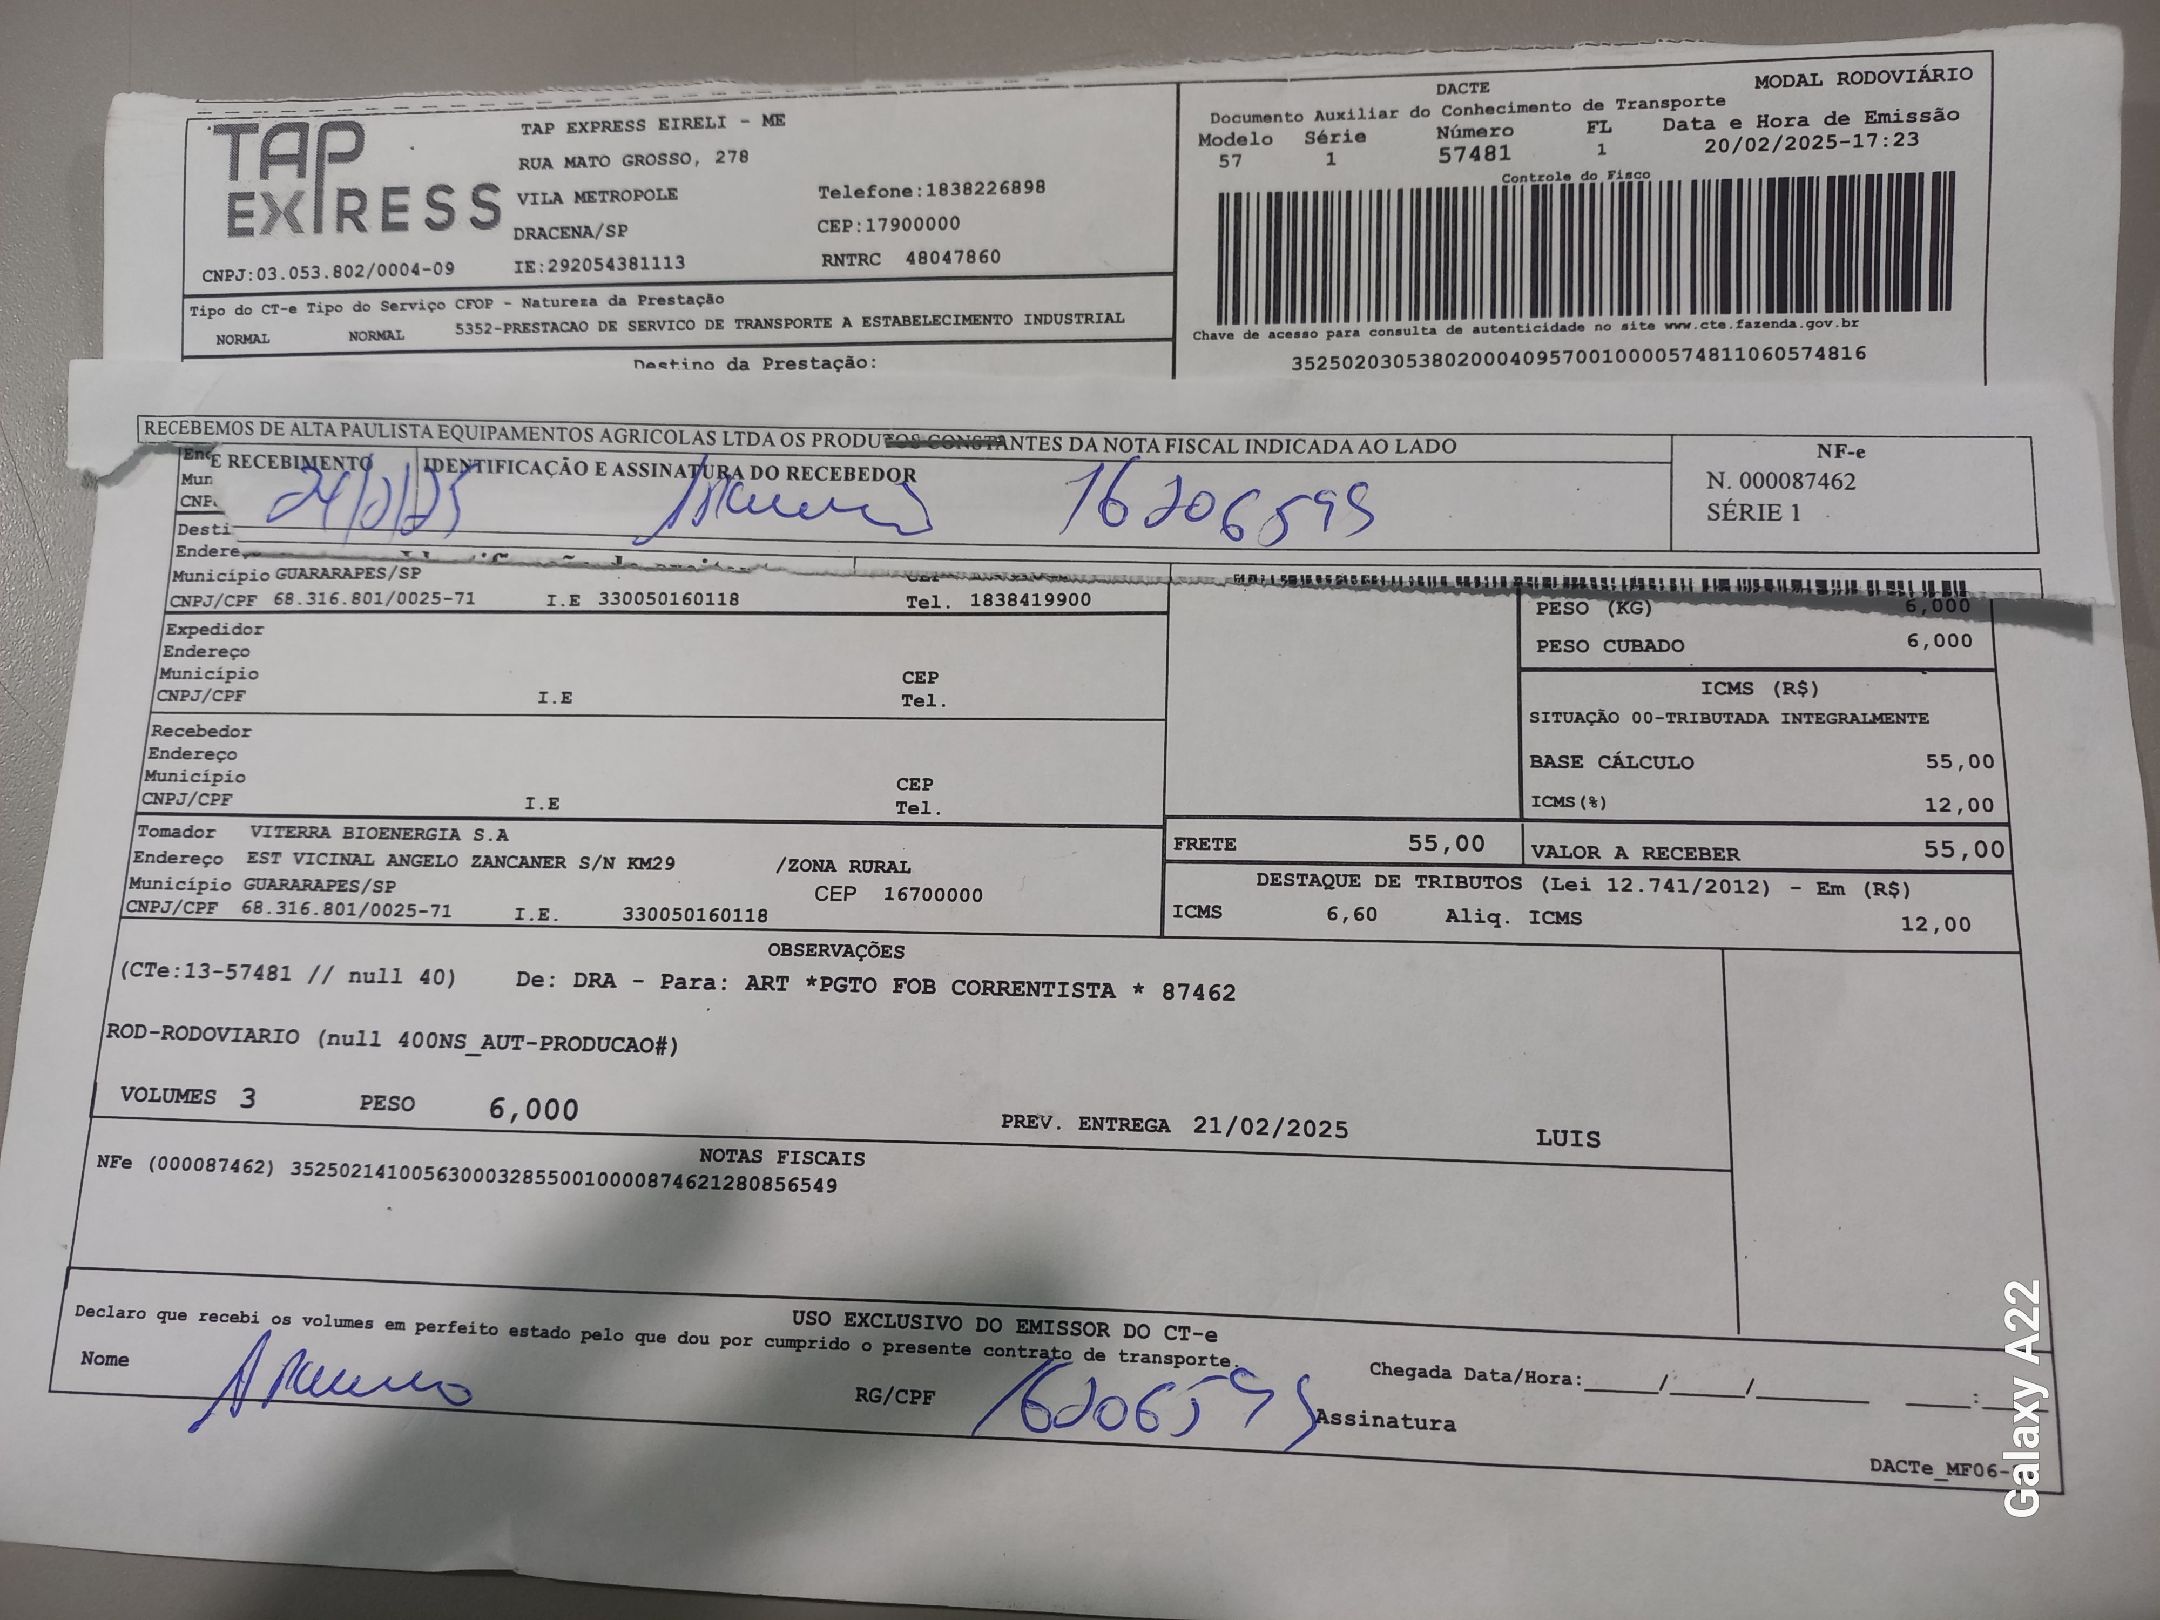 TAP EXPRESS
TAP EXPRESS EIRELI - ME
RUA MATO GROSSO, 278
VILA METROPOLE
Telefone:1838226898
DRACENA/SP
CEP:17900000
CNPJ:03.053.802/0004-09
IE:292054381113
RNTRC 48047860
DACTE
MODAL RODOVIÁRIO
Documento Auxiliar do Conhecimento de Transporte
Modelo Série Número FL Data e Hora de Emissão
57 1 57481 1 20/02/2025-17:23
Controle do Fisco
Chave de acesso para consulta de autenticidade no site www.cte.fazenda.gov.br
35250203053802000409570010000574811060574816
Tipo do CT-e Tipo do Serviço CFOP - Natureza da Prestação
NORMAL NORMAL 5352-PRESTACAO DE SERVICO DE TRANSPORTE A ESTABELECIMENTO INDUSTRIAL
Destino da Prestação:
RECEBEMOS DE ALTA PAULISTA EQUIPAMENTOS AGRICOLAS LTDA OS PRODUTOS CONSTANTES DA NOTA FISCAL INDICADA AO LADO
E RECEBIMENTO IDENTIFICAÇÃO E ASSINATURA DO RECEBEDOR
16206595
NF-e
N. 000087462
SÉRIE 1
Município GUARARAPES/SP
CNPJ/CPF 68.316.801/0025-71 I.E 330050160118 Tel. 1838419900
PESO (KG) 6,000
PESO CUBADO 6,000
Expedidor
Endereço
Município CEP
CNPJ/CPF I.E Tel.
ICMS (R$)
SITUAÇÃO 00-TRIBUTADA INTEGRALMENTE
BASE CÁLCULO 55,00
ICMS(%) 12,00
Recebedor
Endereço
Município CEP
CNPJ/CPF I.E Tel.
Tomador VITERRA BIOENERGIA S.A
Endereço EST VICINAL ANGELO ZANCANER S/N KM29 /ZONA RURAL
Município GUARARAPES/SP CEP 16700000
CNPJ/CPF 68.316.801/0025-71 I.E. 330050160118
FRETE 55,00 VALOR A RECEBER 55,00
DESTAQUE DE TRIBUTOS (Lei 12.741/2012) - Em (R$)
ICMS 6,60 Aliq. ICMS 12,00
OBSERVAÇÕES
(CTe:13-57481 // null 40) De: DRA - Para: ART *PGTO FOB CORRENTISTA * 87462
ROD-RODOVIARIO (null 400NS_AUT-PRODUCAO#)
VOLUMES 3 PESO 6,000 PREV. ENTREGA 21/02/2025 LUIS
NOTAS FISCAIS
NFe (000087462) 35250214100563000328550010000874621280856549
USO EXCLUSIVO DO EMISSOR DO CT-e
Declaro que recebi os volumes em perfeito estado pelo que dou por cumprido o presente contrato de transporte.
Nome RG/CPF 16206595 Assinatura
Chegada Data/Hora:____/____/______ ____:____
DACTe_MF06-
Galaxy A22